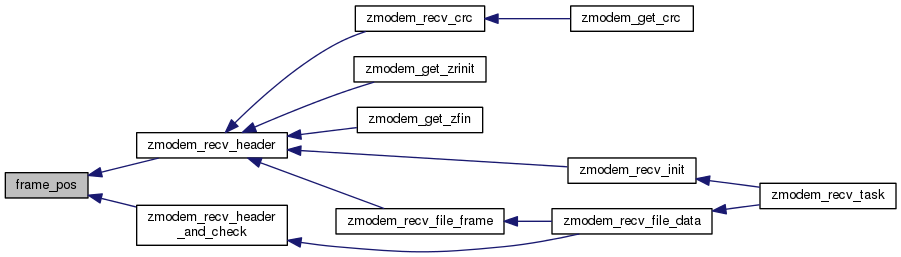 zmodem_recv_crc
zmodem_get_crc
zmodem_get_zrinit
zmodem_get_zfin
zmodem_recv_header
zmodem_recv_init
frame_pos
zmodem_recv_task
zmodem_recv_header
_and_check
zmodem_recv_file_frame
zmodem_recv_file_data